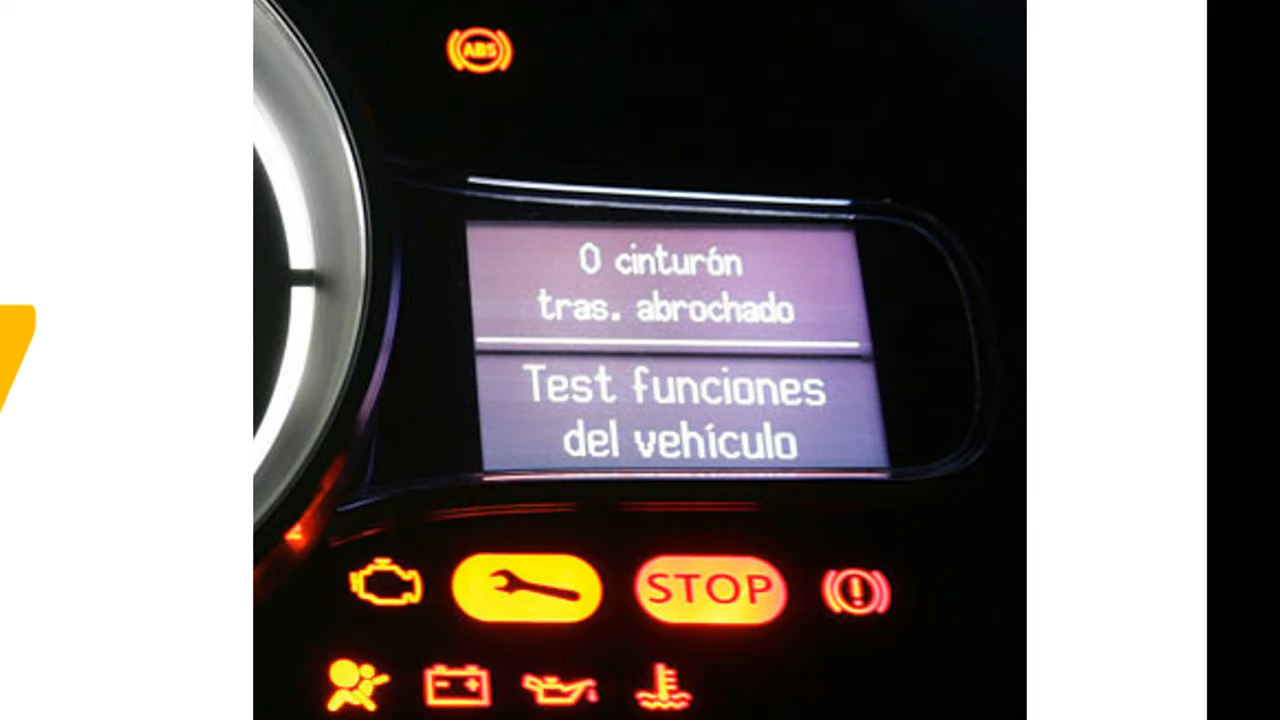 ABS
0 cinturón
tras. abrochado
Test funciones
del vehículo
STOP